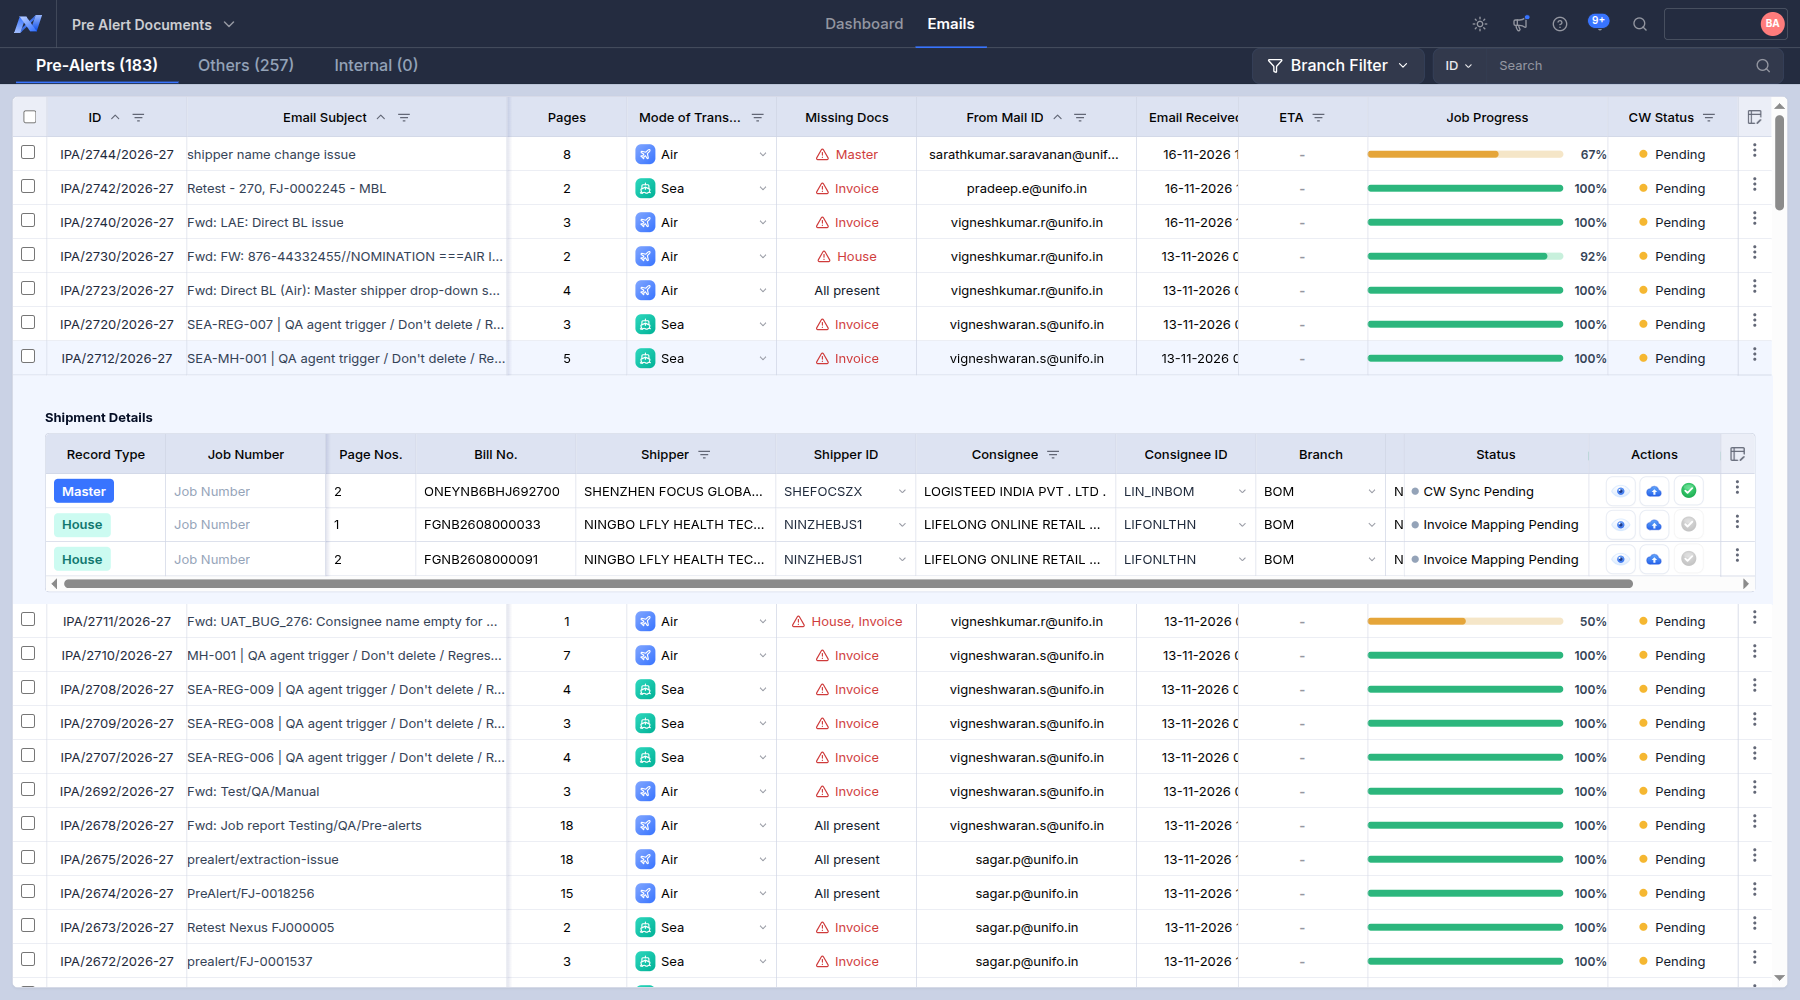 Pre Alert Documents
Dashboard
Emails
9+
BA
Pre-Alerts (183)
Others (257)
Internal (0)
Branch Filter
ID
Search
ID Email Subject Pages Mode of Trans... Missing Docs From Mail ID Email Received ETA Job Progress CW Status
IPA/2744/2026-27 shipper name change issue 8 Air Master sarathkumar.saravanan@unif... 16-11-2026 1 - 67% Pending
IPA/2742/2026-27 Retest - 270, FJ-0002245 - MBL 2 Sea Invoice pradeep.e@unifo.in 16-11-2026 - 100% Pending
IPA/2740/2026-27 Fwd: LAE: Direct BL issue 3 Air Invoice vigneshkumar.r@unifo.in 16-11-2026 - 100% Pending
IPA/2730/2026-27 Fwd: FW: 876-44332455//NOMINATION ===AIR I... 2 Air House vigneshkumar.r@unifo.in 13-11-2026 0 - 92% Pending
IPA/2723/2026-27 Fwd: Direct BL (Air): Master shipper drop-down s... 4 Air All present vigneshkumar.r@unifo.in 13-11-2026 0 - 100% Pending
IPA/2720/2026-27 SEA-REG-007 | QA agent trigger / Don't delete / R... 3 Sea Invoice vigneshwaran.s@unifo.in 13-11-2026 0 - 100% Pending
IPA/2712/2026-27 SEA-MH-001 | QA agent trigger / Don't delete / Re... 5 Sea Invoice vigneshwaran.s@unifo.in 13-11-2026 0 - 100% Pending
Shipment Details
Record Type Job Number Page Nos. Bill No. Shipper Shipper ID Consignee Consignee ID Branch Status Actions
Master Job Number 2 ONEYNB6BHJ692700 SHENZHEN FOCUS GLOBA... SHEFOCSZX LOGISTEED INDIA PVT . LTD . LIN_INBOM BOM N CW Sync Pending
House Job Number 1 FGNB2608000033 NINGBO LFLY HEALTH TEC... NINZHEBJS1 LIFELONG ONLINE RETAIL ... LIFONLTHN BOM N Invoice Mapping Pending
House Job Number 2 FGNB2608000091 NINGBO LFLY HEALTH TEC... NINZHEBJS1 LIFELONG ONLINE RETAIL ... LIFONLTHN BOM N Invoice Mapping Pending
IPA/2711/2026-27 Fwd: UAT_BUG_276: Consignee name empty for ... 1 Air House, Invoice vigneshkumar.r@unifo.in 13-11-2026 0 - 50% Pending
IPA/2710/2026-27 MH-001 | QA agent trigger / Don't delete / Regres... 7 Air Invoice vigneshwaran.s@unifo.in 13-11-2026 0 - 100% Pending
IPA/2708/2026-27 SEA-REG-009 | QA agent trigger / Don't delete / R... 4 Sea Invoice vigneshwaran.s@unifo.in 13-11-2026 0 - 100% Pending
IPA/2709/2026-27 SEA-REG-008 | QA agent trigger / Don't delete / R... 3 Sea Invoice vigneshwaran.s@unifo.in 13-11-2026 0 - 100% Pending
IPA/2707/2026-27 SEA-REG-006 | QA agent trigger / Don't delete / R... 4 Sea Invoice vigneshwaran.s@unifo.in 13-11-2026 0 - 100% Pending
IPA/2692/2026-27 Fwd: Test/QA/Manual 3 Air Invoice vigneshwaran.s@unifo.in 13-11-2026 0 - 100% Pending
IPA/2678/2026-27 Fwd: Job report Testing/QA/Pre-alerts 18 Air All present vigneshwaran.s@unifo.in 13-11-2026 - 100% Pending
IPA/2675/2026-27 prealert/extraction-issue 18 Air All present sagar.p@unifo.in 13-11-2026 - 100% Pending
IPA/2674/2026-27 PreAlert/FJ-0018256 15 Air All present sagar.p@unifo.in 13-11-2026 - 100% Pending
IPA/2673/2026-27 Retest Nexus FJ000005 2 Sea Invoice sagar.p@unifo.in 13-11-2026 - 100% Pending
IPA/2672/2026-27 prealert/FJ-0001537 3 Sea Invoice sagar.p@unifo.in 13-11-2026 - 100% Pending